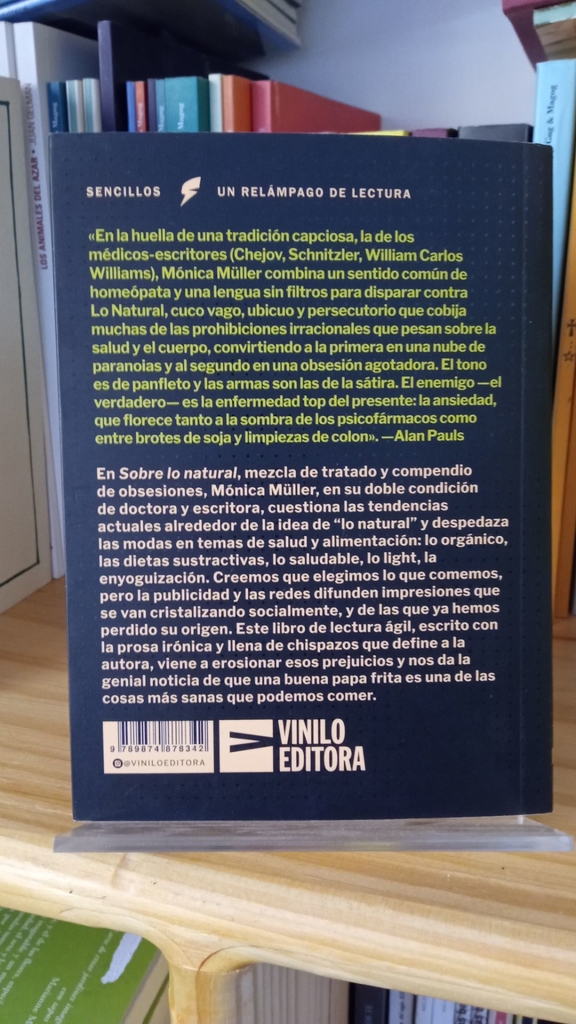 SENCILLOS UN RELÁMPAGO DE LECTURA
«En la huella de una tradición capciosa, la de los
médicos-escritores (Chejov, Schnitzler, William Carlos
Williams), Mónica Müller combina un sentido común de
homeópata y una lengua sin filtros para disparar contra
Lo Natural, cuco vago, ubicuo y persecutorio que cobija
muchas de las prohibiciones irracionales que pesan sobre la
salud y el cuerpo, convirtiendo a la primera en una nube de
paranoias y al segundo en una obsesión agotadora. El tono
es de panfleto y las armas son las de la sátira. El enemigo —el
verdadero— es la enfermedad top del presente: la ansiedad,
que florece tanto a la sombra de los psicofármacos como
entre brotes de soja y limpiezas de colon». —Alan Pauls
En Sobre lo natural, mezcla de tratado y compendio
de obsesiones, Mónica Müller, en su doble condición
de doctora y escritora, cuestiona las tendencias
actuales alrededor de la idea de “lo natural” y despedaza
las modas en temas de salud y alimentación: lo orgánico,
las dietas sustractivas, lo saludable, lo light, la
enyoguización. Creemos que elegimos lo que comemos,
pero la publicidad y las redes difunden impresiones que
se van cristalizando socialmente, y de las que ya hemos
perdido su origen. Este libro de lectura ágil, escrito con
la prosa irónica y llena de chispazos que define a la
autora, viene a erosionar esos prejuicios y nos da la
genial noticia de que una buena papa frita es una de las
cosas más sanas que podemos comer.
9 789874 878342
@VINILOEDITORA
VINILO
EDITORA
LOS ANIMALES DEL AZAR • JUAN GELMAN
Magog
Gog & Magog